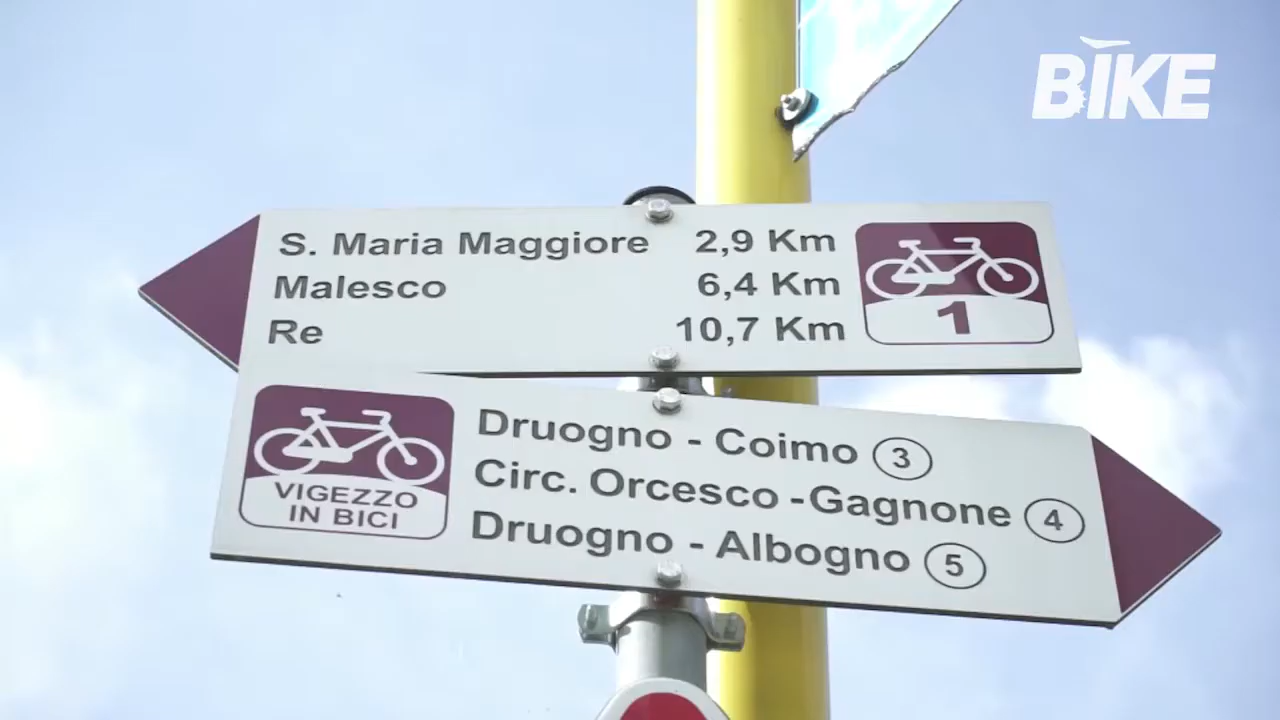 BIKE
S. Maria Maggiore 2,9 Km
Malesco 6,4 Km
Re 10,7 Km
1
VIGEZZO
IN BICI
Druogno - Coimo 3
Circ. Orcesco -Gagnone 4
Druogno - Albogno 5